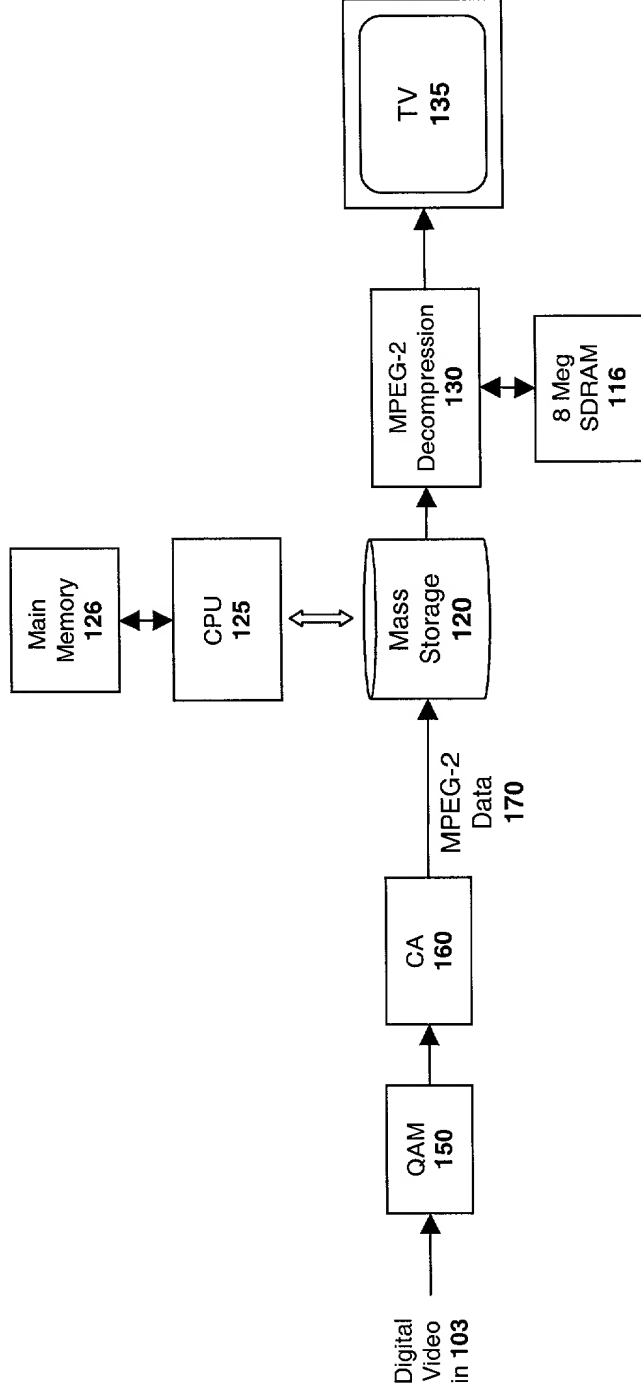 Digital
Video
in 103
QAM
150
CA
160
MPEG-2
Data
170
Main
Memory
126
CPU
125
Mass
Storage
120
MPEG-2
Decompression
130
8 Meg
SDRAM
116
TV
135